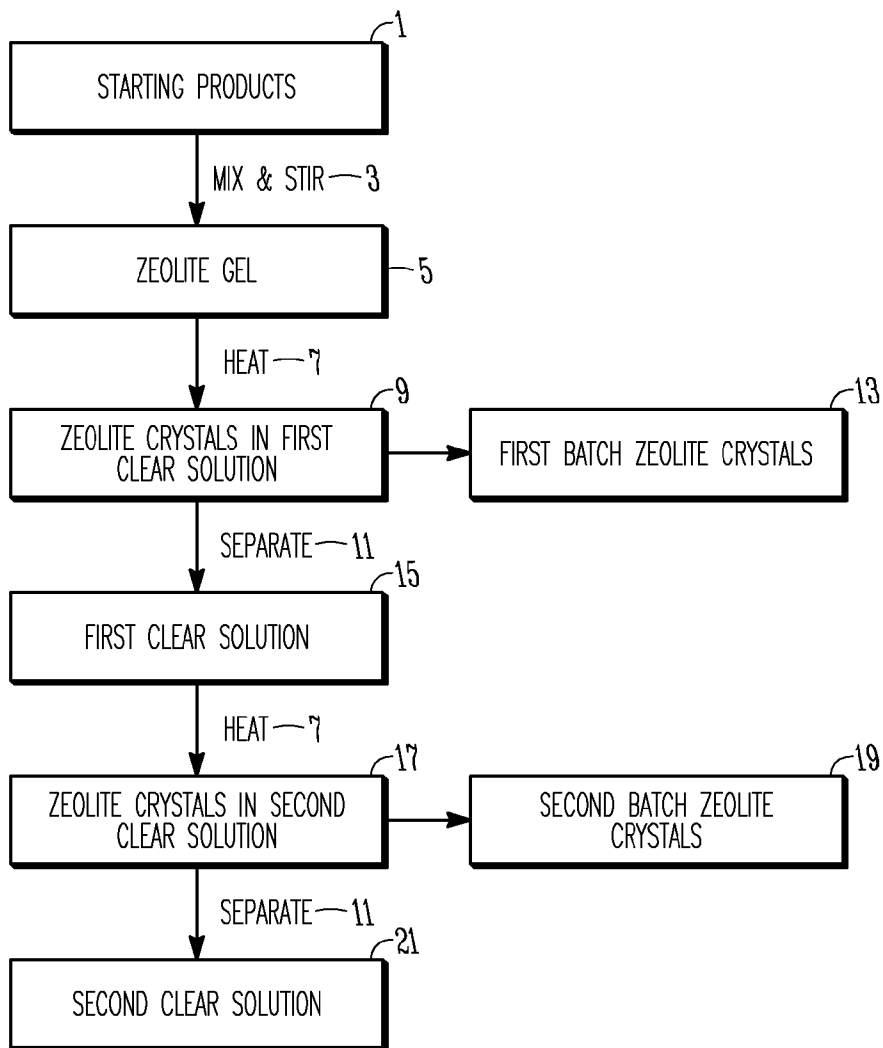 1
STARTING PRODUCTS
MIX & STIR 3
ZEOLITE GEL
5
HEAT 7
9
ZEOLITE CRYSTALS IN FIRST
CLEAR SOLUTION
13
FIRST BATCH ZEOLITE CRYSTALS
SEPARATE 11
15
FIRST CLEAR SOLUTION
HEAT 7
17
ZEOLITE CRYSTALS IN SECOND
CLEAR SOLUTION
19
SECOND BATCH ZEOLITE
CRYSTALS
SEPARATE 11
21
SECOND CLEAR SOLUTION